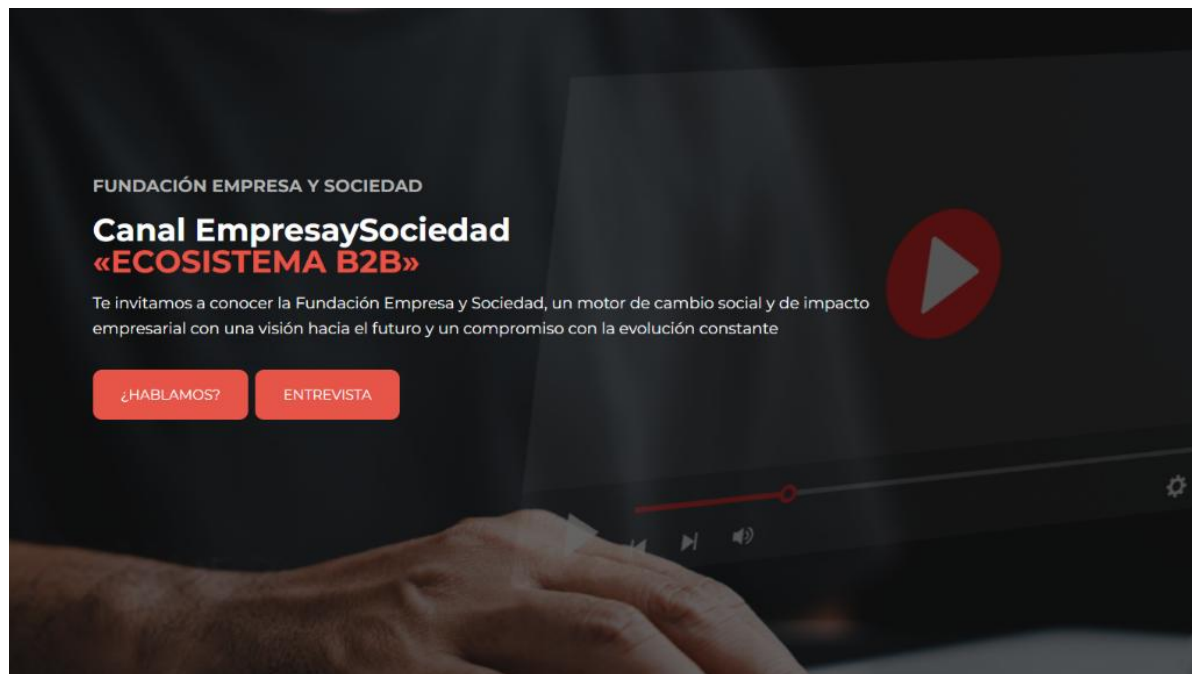 FUNDACIÓN EMPRESA Y SOCIEDAD
Canal EmpresaySociedad
«ECOSISTEMA B2B»
Te invitamos a conocer la Fundación Empresa y Sociedad, un motor de cambio social y de impacto
empresarial con una visión hacia el futuro y un compromiso con la evolución constante
¿HABLAMOS? ENTREVISTA